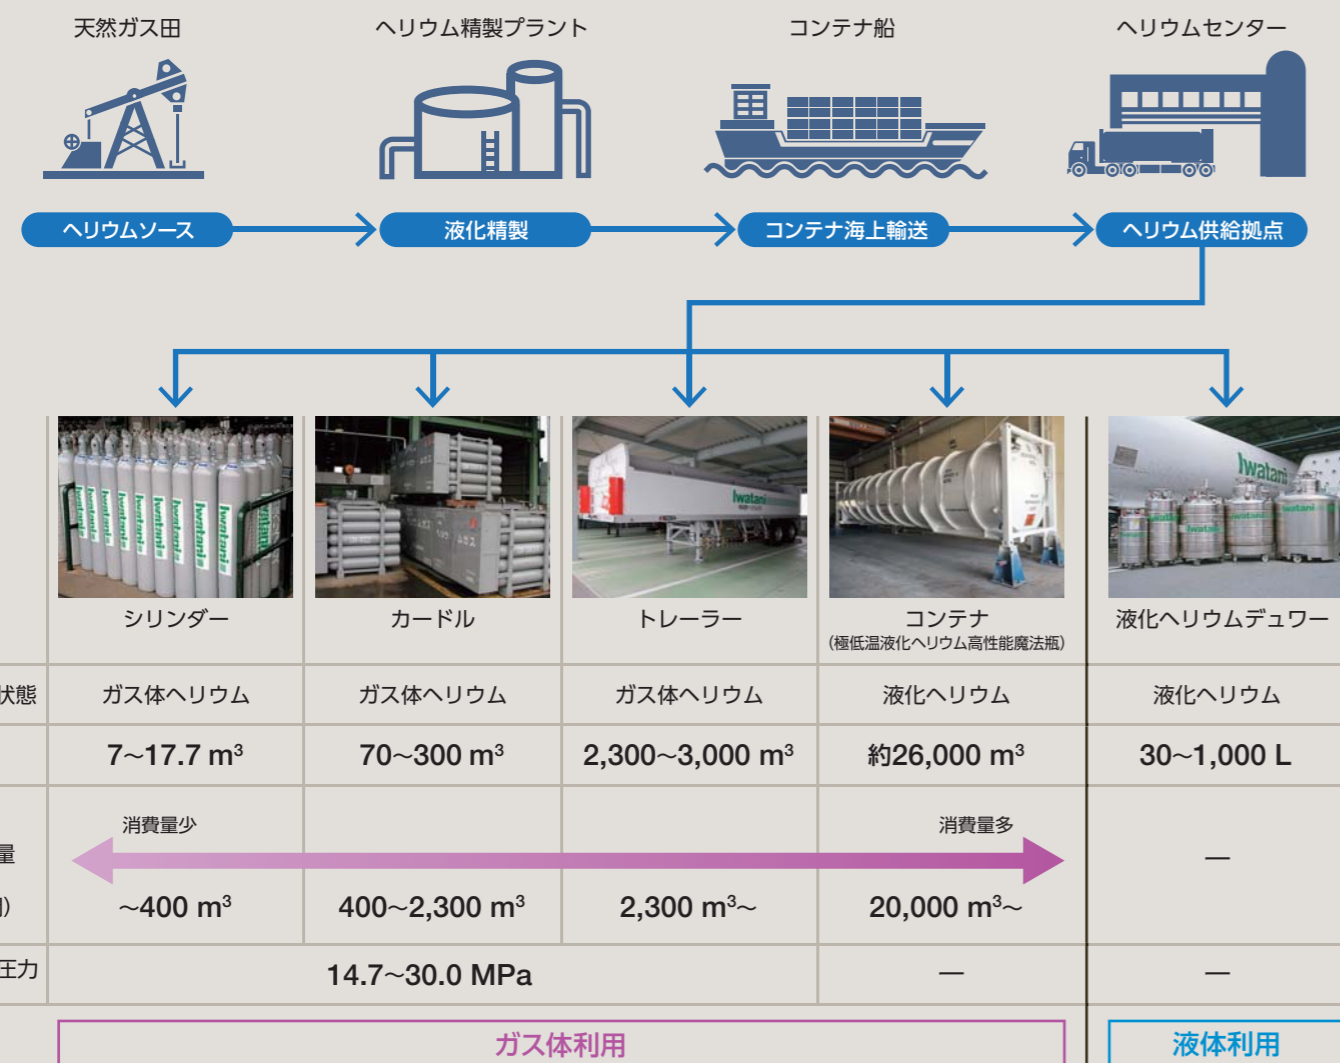 天然ガス田
ヘリウム精製プラント
コンテナ船
ヘリウムセンター
ヘリウムソース
液化精製
コンテナ海上輸送
ヘリウム供給拠点
Iwatani
Iwatani
Iwatani
シリンダー
カードル
トレーラー
コンテナ
(極低温液化ヘリウム高性能魔法瓶)
液化ヘリウムデュワー
状態
ガス体ヘリウム
ガス体ヘリウム
ガス体ヘリウム
液化ヘリウム
液化ヘリウム
7〜17.7 m³
70〜300 m³
2,300〜3,000 m³
約26,000 m³
30〜1,000 L
消費量少
消費量多
量
—
〜400 m³
400〜2,300 m³
2,300 m³〜
20,000 m³〜
圧力
14.7〜30.0 MPa
—
—
ガス体利用
液体利用